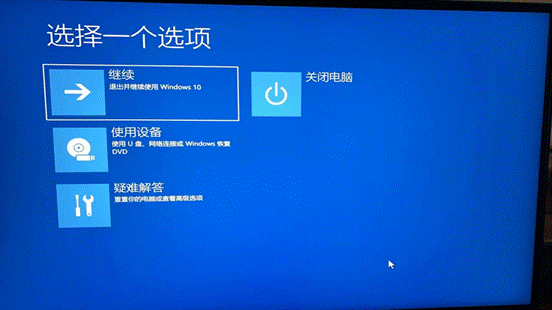 选择一个选项
继续
退出并继续使用 Windows 10
关闭电脑
使用设备
使用 U 盘、网络连接或 Windows 恢复
DVD
疑难解答
重置你的电脑或查看高级选项